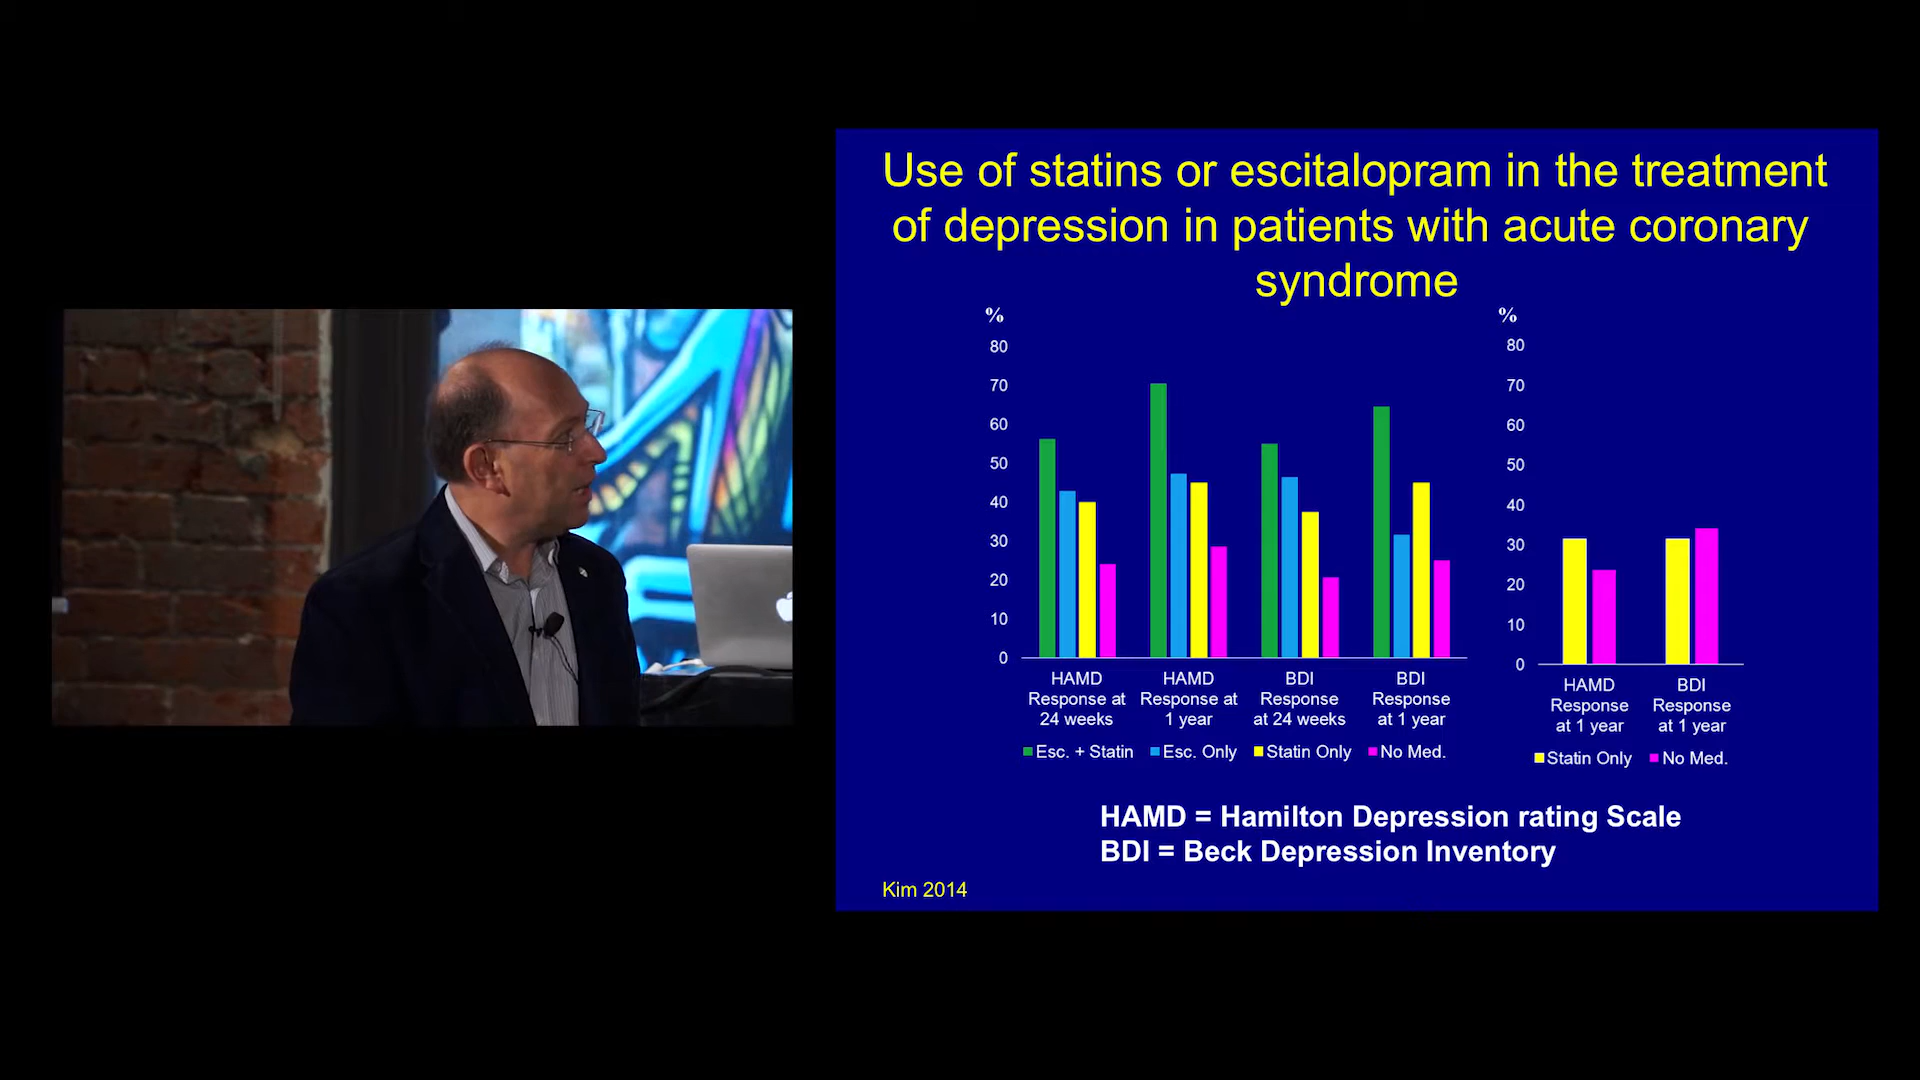 Use of statins or escitalopram in the treatment
of depression in patients with acute coronary
syndrome
%
80
70
60
50
40
30
20
10
0
HAMD
Response at
24 weeks
HAMD
Response at
1 year
BDI
Response
at 24 weeks
BDI
Response
at 1 year
Esc. + Statin
Esc. Only
Statin Only
No Med.
%
80
70
60
50
40
30
20
10
0
HAMD
Response
at 1 year
BDI
Response
at 1 year
Statin Only
No Med.
HAMD = Hamilton Depression rating Scale
BDI = Beck Depression Inventory
Kim 2014